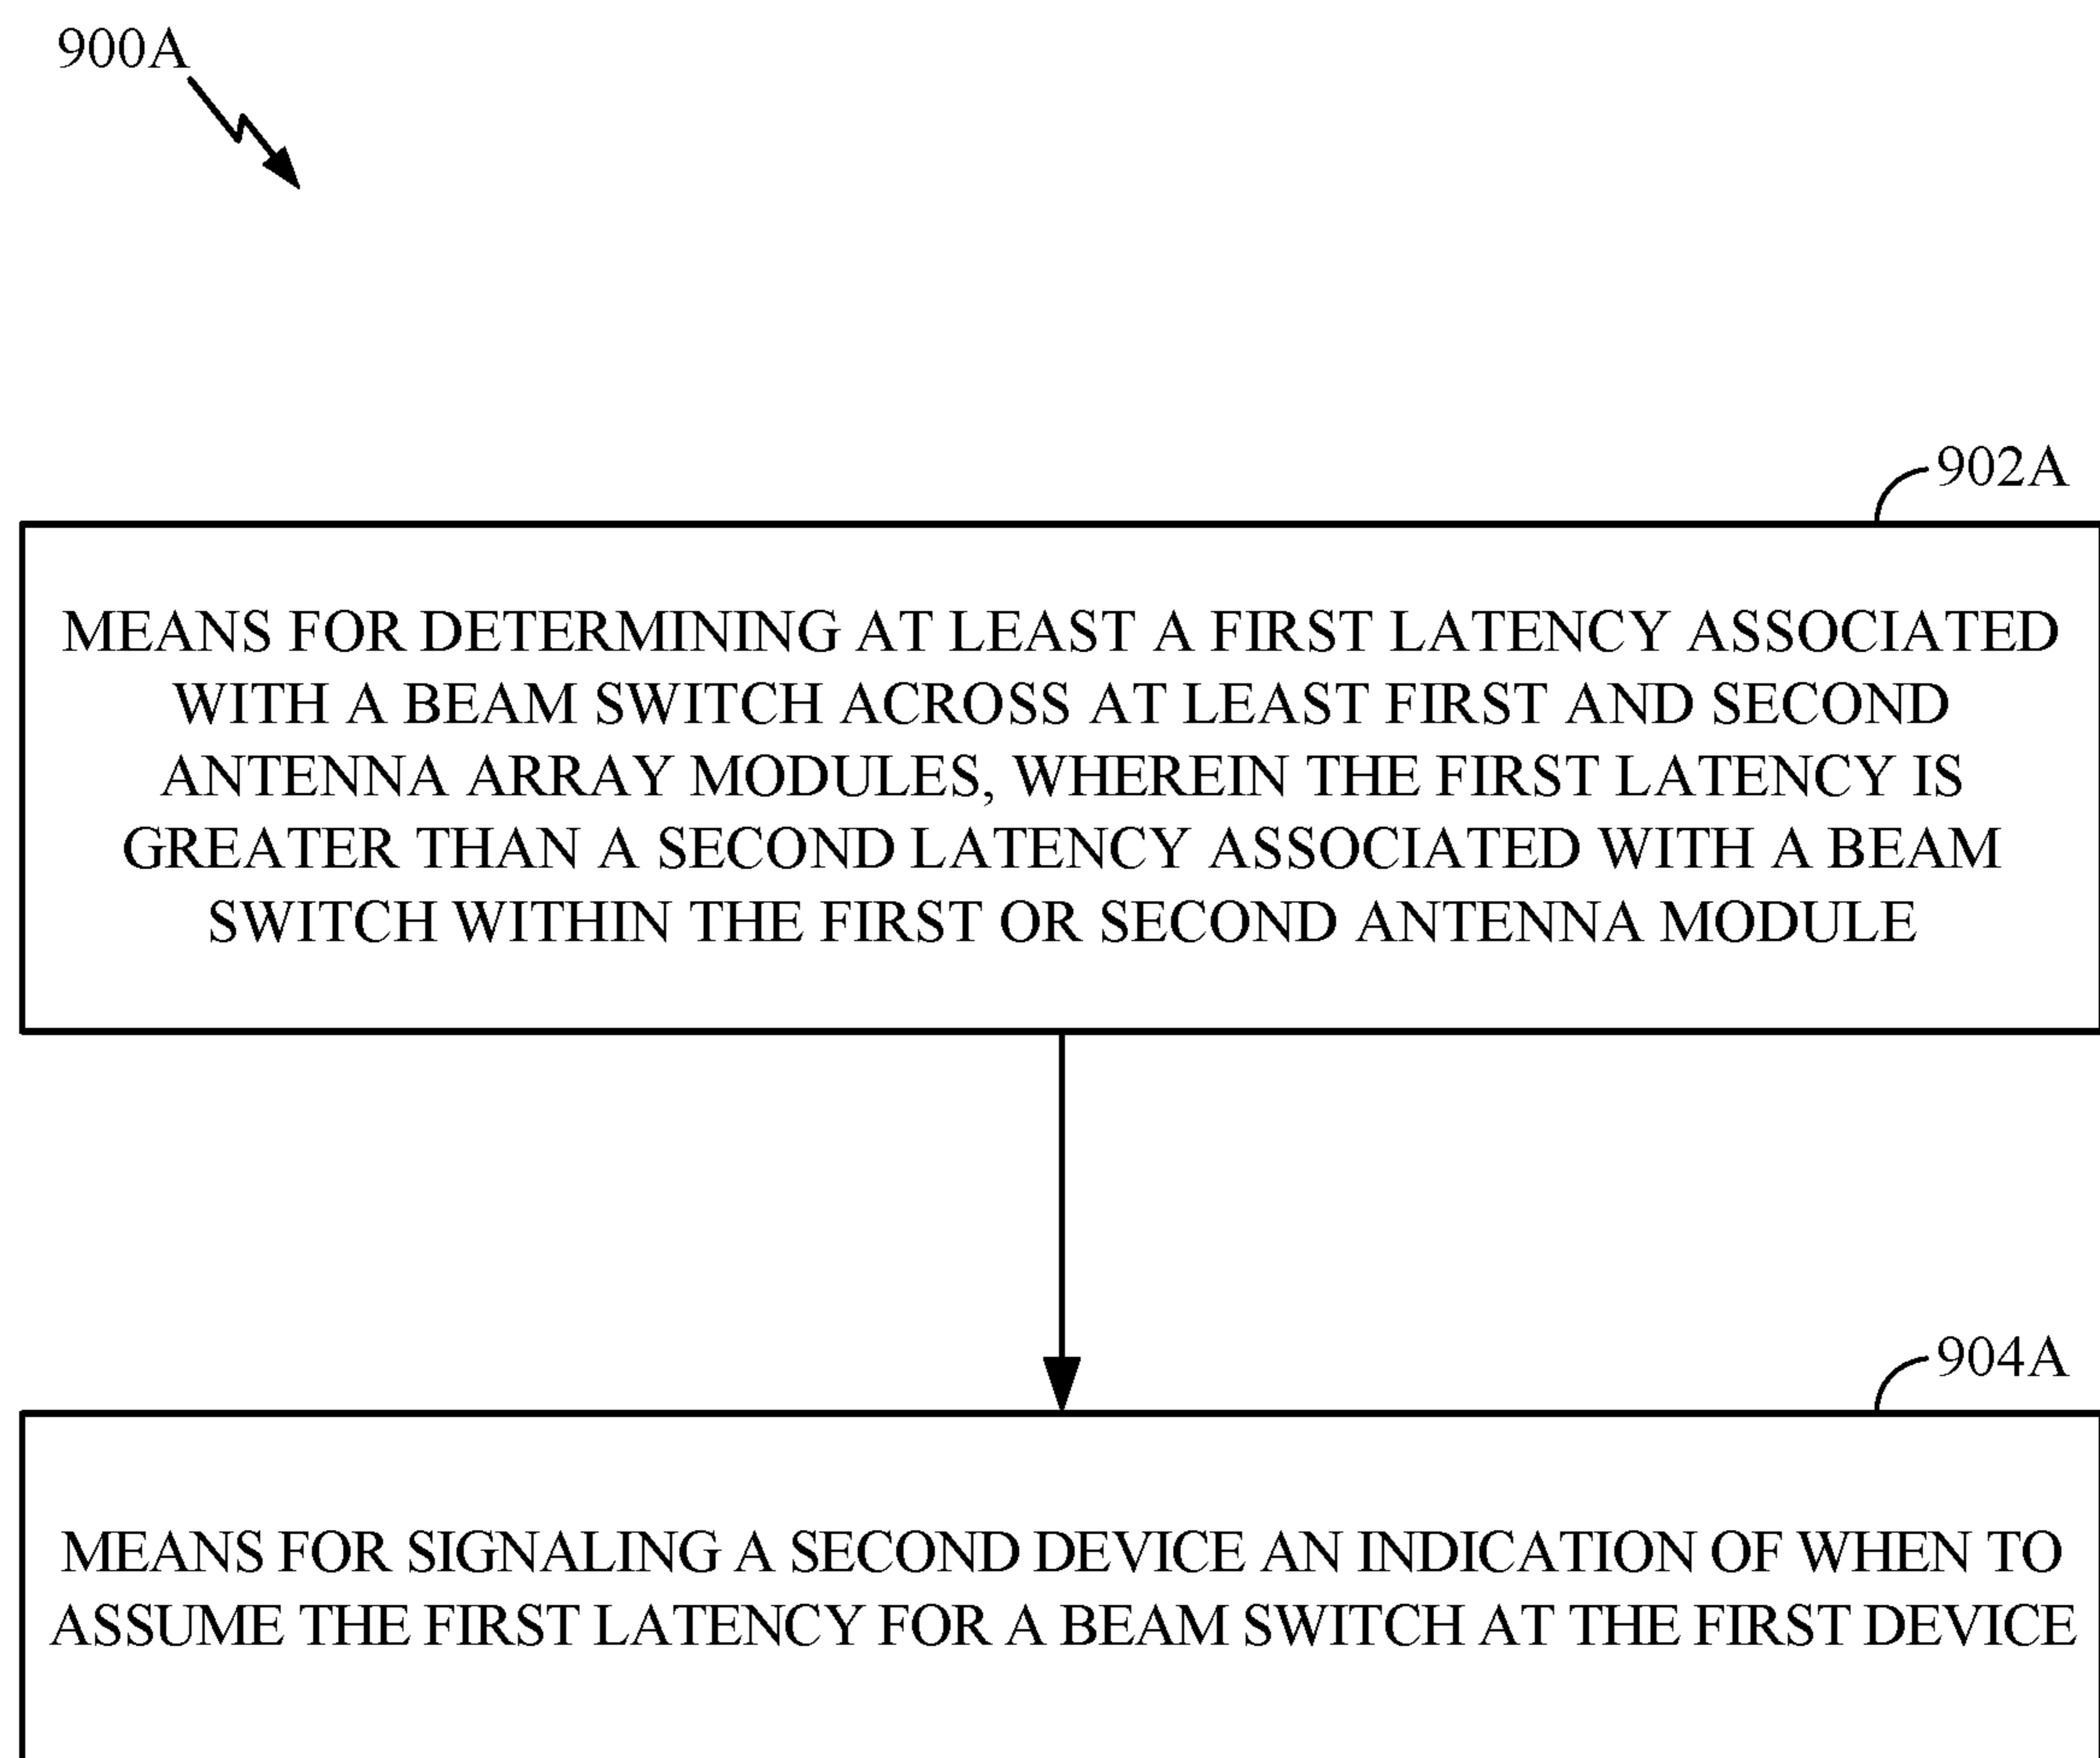 900A
902A
MEANS FOR DETERMINING AT LEAST A FIRST LATENCY ASSOCIATED
WITH A BEAM SWITCH ACROSS AT LEAST FIRST AND SECOND
ANTENNA ARRAY MODULES, WHEREIN THE FIRST LATENCY IS
GREATER THAN A SECOND LATENCY ASSOCIATED WITH A BEAM
SWITCH WITHIN THE FIRST OR SECOND ANTENNA MODULE
904A
MEANS FOR SIGNALING A SECOND DEVICE AN INDICATION OF WHEN TO
ASSUME THE FIRST LATENCY FOR A BEAM SWITCH AT THE FIRST DEVICE